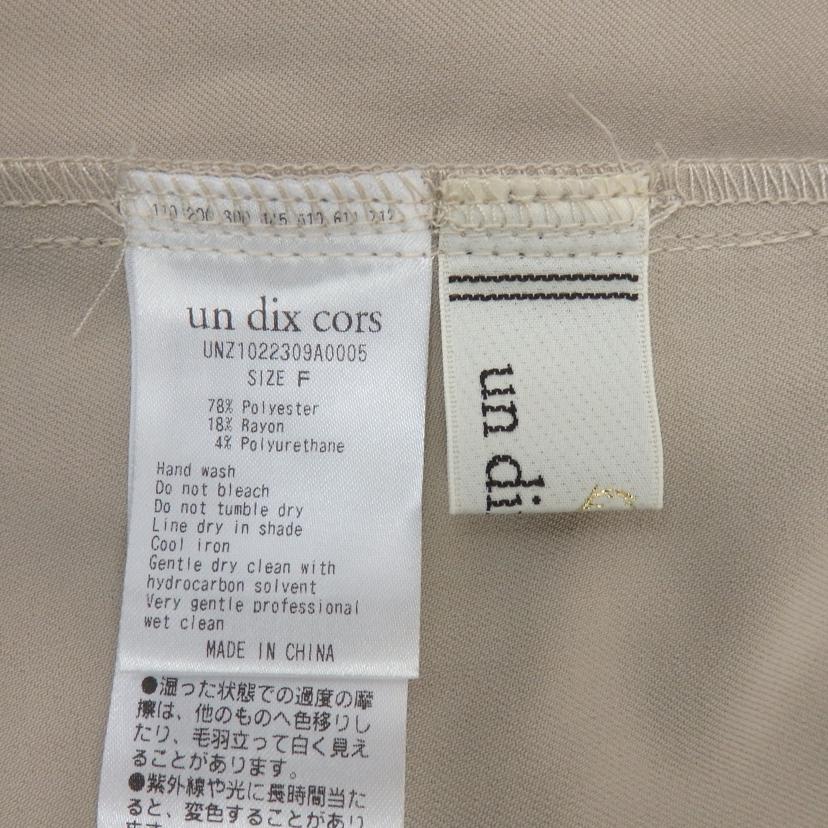 un dix cors
UNZ1022309A0005
SIZE F
78% Polyester
18% Rayon
4% Polyurethane
Hand wash
Do not bleach
Do not tumble dry
Line dry in shade
Cool iron
Gentle dry clean with
hydrocarbon solvent
Very gentle professional
wet clean
MADE IN CHINA
●湿った状態での過度の摩
擦は、他のものへ色移りし
たり、毛羽立って白く見え
ることがあります。
●紫外線や光に長時間当た
ると、変色することがあり
un di